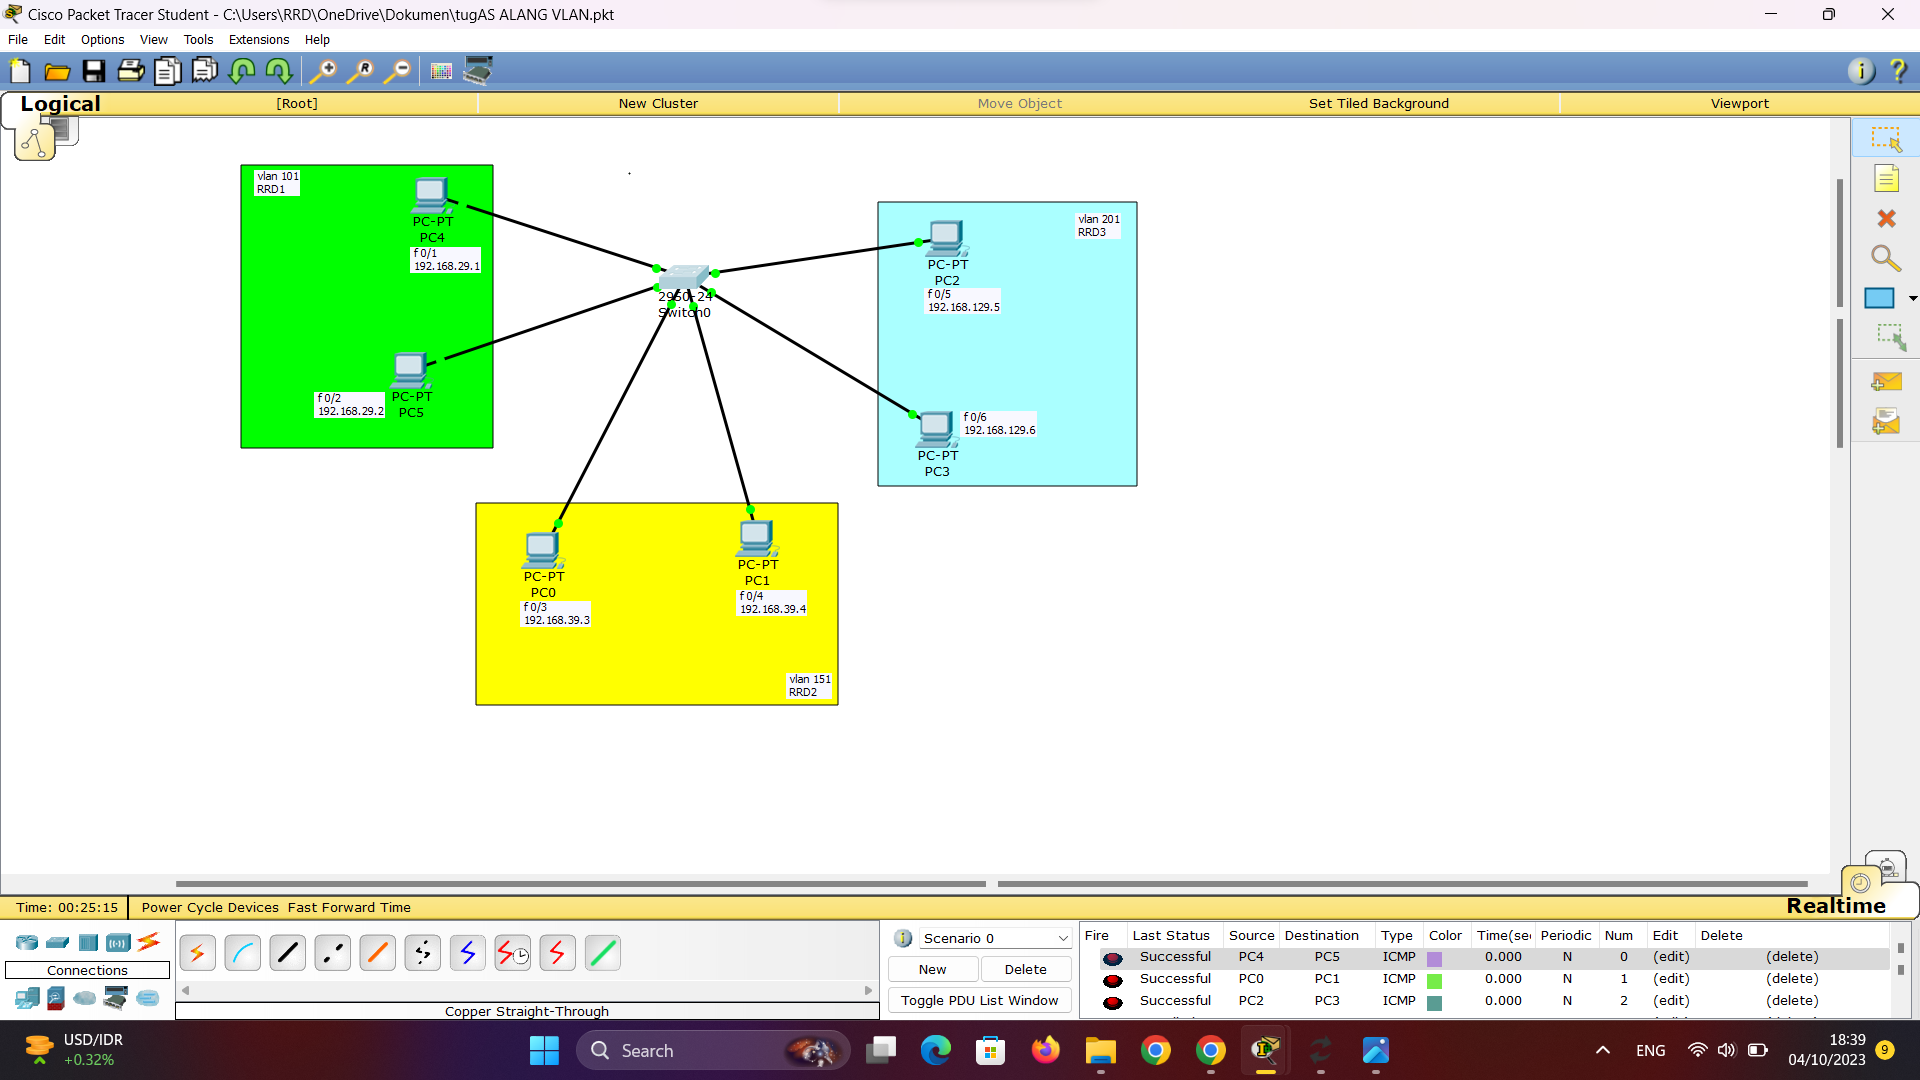 Cisco Packet Tracer Student - C:\Users\RRD\OneDrive\Dokumen\tugAS ALANG VLAN.pkt
File Edit Options View Tools Extensions Help
Logical [Root] New Cluster Move Object Set Tiled Background Viewport
vlan 101
RRD1
PC-PT
PC4
f 0/1
192.168.29.1
f 0/2
192.168.29.2
PC-PT
PC5
2950-24
Switch0
vlan 201
RRD3
PC-PT
PC2
f 0/5
192.168.129.5
f 0/6
192.168.129.6
PC-PT
PC3
PC-PT
PC0
f 0/3
192.168.39.3
PC-PT
PC1
f 0/4
192.168.39.4
vlan 151
RRD2
Time: 00:25:15 Power Cycle Devices Fast Forward Time Realtime
Connections
Copper Straight-Through
Scenario 0
New Delete
Toggle PDU List Window
Fire Last Status Source Destination Type Color Time(sec Periodic Num Edit Delete
Successful PC4 PC5 ICMP 0.000 N 0 (edit) (delete)
Successful PC0 PC1 ICMP 0.000 N 1 (edit) (delete)
Successful PC2 PC3 ICMP 0.000 N 2 (edit) (delete)
USD/IDR
+0.32%
Search
ENG
18:39
04/10/2023
9